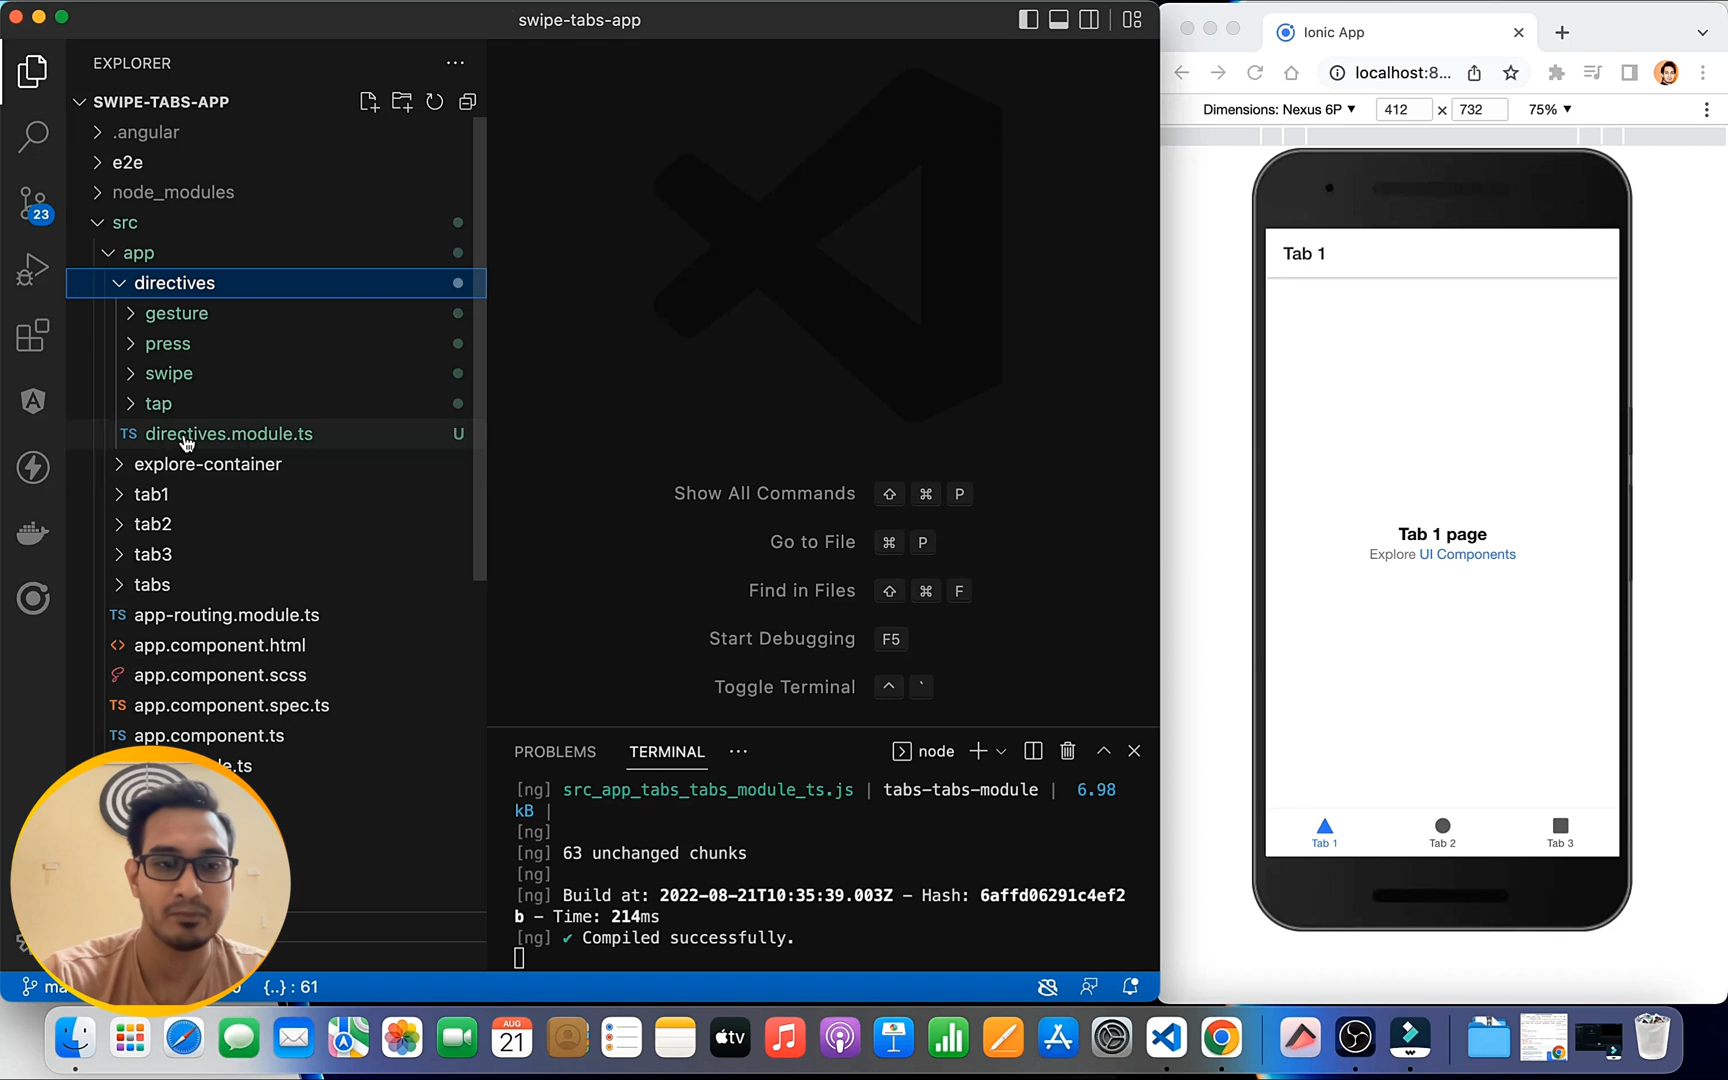 swipe-tabs-app
EXPLORER
SWIPE-TABS-APP
.angular
e2e
node_modules
src
app
directives
gesture
press
swipe
tap
TS directives.module.ts U
explore-container
tab1
tab2
tab3
tabs
TS app-routing.module.ts
<> app.component.html
app.component.scss
TS app.component.spec.ts
TS app.component.ts
le.ts
23
Show All Commands ⇧ ⌘ P
Go to File ⌘ P
Find in Files ⇧ ⌘ F
Start Debugging F5
Toggle Terminal ^ `
PROBLEMS TERMINAL ··· node
[ng] src_app_tabs_tabs_module_ts.js | tabs-tabs-module | 6.98
kB |
[ng]
[ng] 63 unchanged chunks
[ng]
[ng] Build at: 2022-08-21T10:35:39.003Z - Hash: 6affd06291c4ef2
b - Time: 214ms
[ng] ✔ Compiled successfully.
ma
0 {..} : 61
Ionic App
localhost:8...
Dimensions: Nexus 6P ▼ 412 × 732 75% ▼
Tab 1
Tab 1 page
Explore UI Components
Tab 1 Tab 2 Tab 3
AUG
21
tv